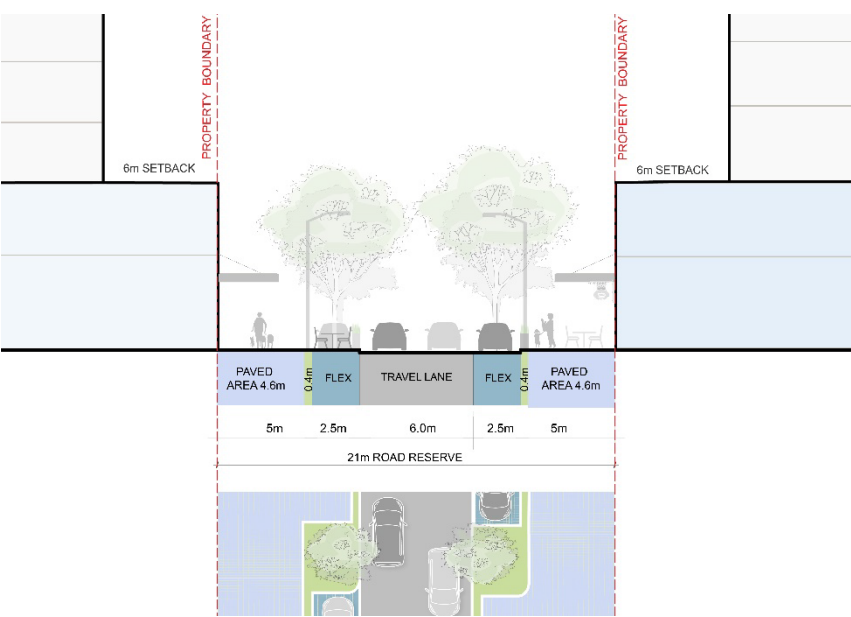 PROPERTY BOUNDARY
PROPERTY BOUNDARY
6m SETBACK
6m SETBACK
PAVED
AREA 4.6m
0.4m
FLEX
TRAVEL LANE
FLEX
0.4m
PAVED
AREA 4.6m
5m
2.5m
6.0m
2.5m
5m
21m ROAD RESERVE